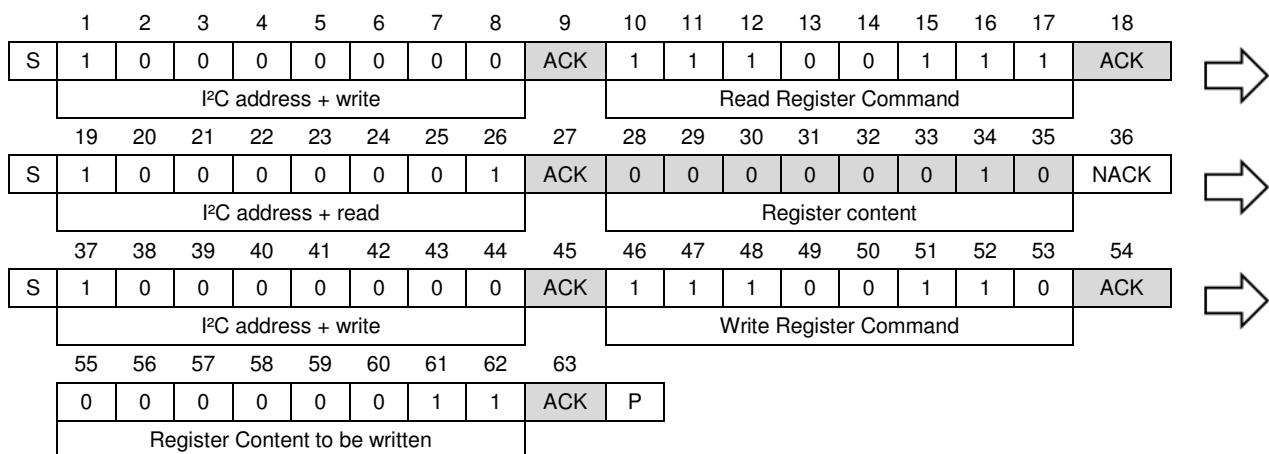 1 2 3 4 5 6 7 8 9 10 11 12 13 14 15 16 17 18
S 1 0 0 0 0 0 0 0 ACK 1 1 1 0 0 1 1 1 ACK
I²C address + write Read Register Command
19 20 21 22 23 24 25 26 27 28 29 30 31 32 33 34 35 36
S 1 0 0 0 0 0 0 1 ACK 0 0 0 0 0 0 1 0 NACK
I²C address + read Register content
37 38 39 40 41 42 43 44 45 46 47 48 49 50 51 52 53 54
S 1 0 0 0 0 0 0 0 ACK 1 1 1 0 0 1 1 0 ACK
I²C address + write Write Register Command
55 56 57 58 59 60 61 62 63
0 0 0 0 0 0 1 1 ACK P
Register Content to be written